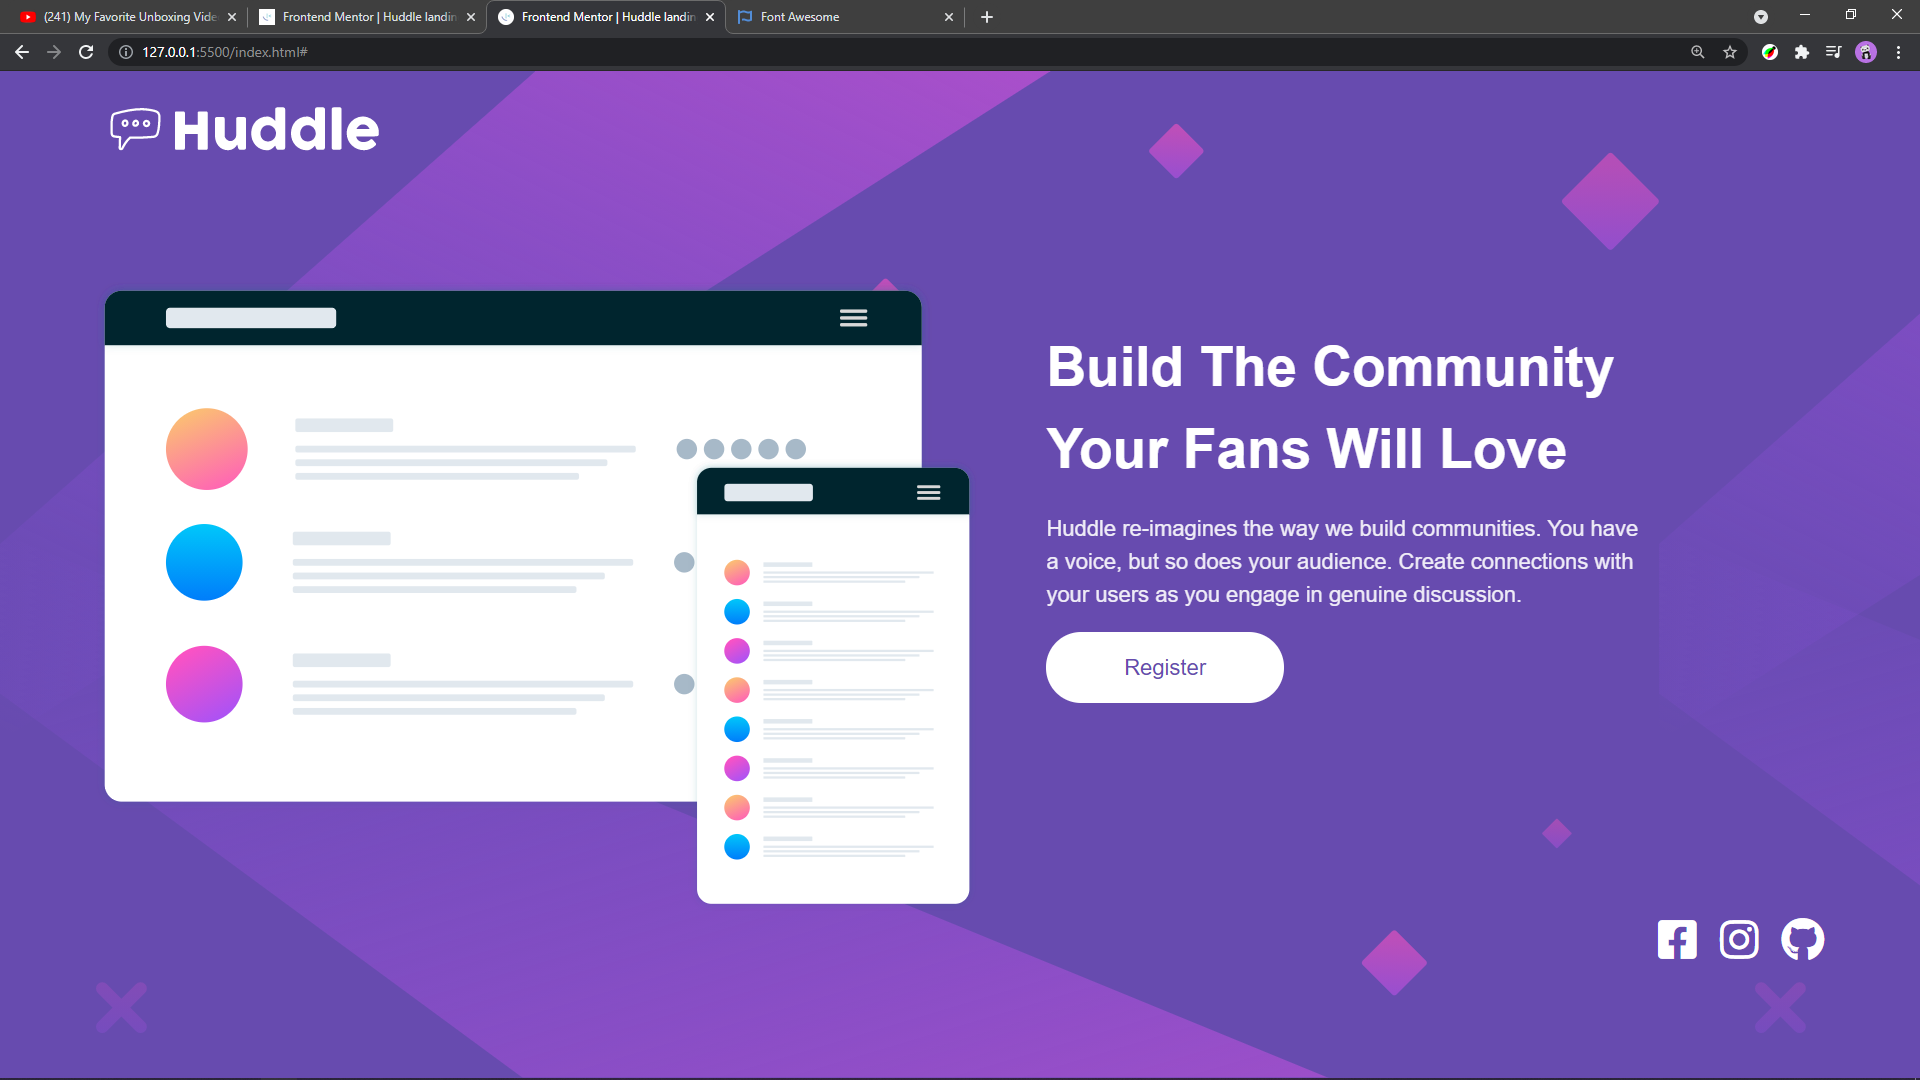 (241) My Favorite Unboxing Vide
Frontend Mentor | Huddle landin
Frontend Mentor | Huddle landin
Font Awesome
127.0.0.1:5500/index.html#
Huddle
Build The Community
Your Fans Will Love
Huddle re-imagines the way we build communities. You have
a voice, but so does your audience. Create connections with
your users as you engage in genuine discussion.
Register